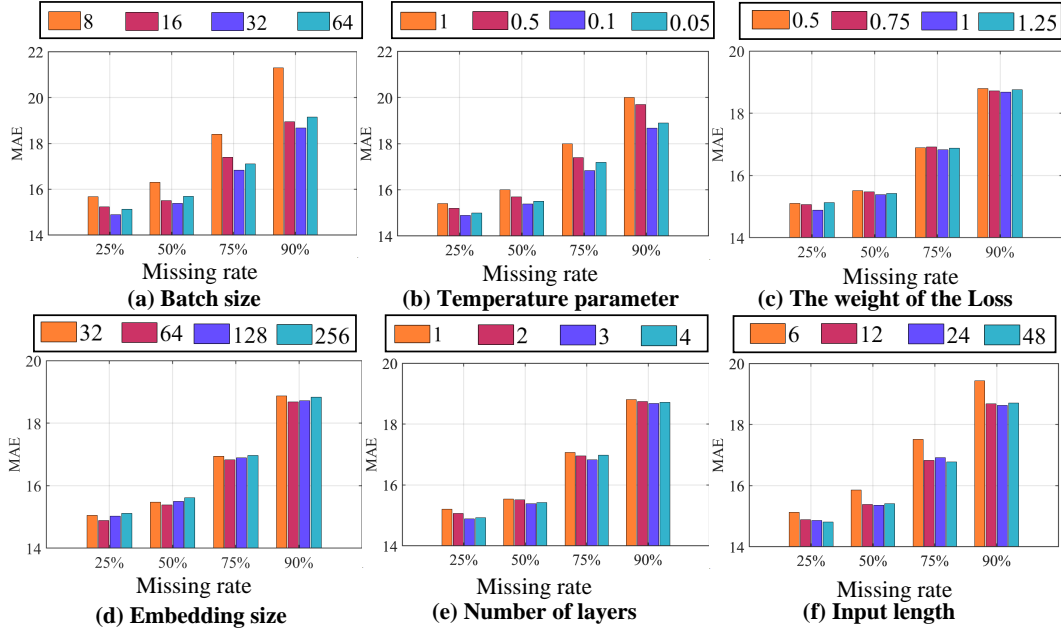 8 16 32 64
22
20
18
16
14
MAE
25% 50% 75% 90%
Missing rate
(a) Batch size
1 0.5 0.1 0.05
22
20
18
16
14
MAE
25% 50% 75% 90%
Missing rate
(b) Temperature parameter
0.5 0.75 1 1.25
20
18
16
14
MAE
25% 50% 75% 90%
Missing rate
(c) The weight of the Loss
32 64 128 256
20
18
16
14
MAE
25% 50% 75% 90%
Missing rate
(d) Embedding size
1 2 3 4
20
18
16
14
MAE
25% 50% 75% 90%
Missing rate
(e) Number of layers
6 12 24 48
20
18
16
14
MAE
25% 50% 75% 90%
Missing rate
(f) Input length